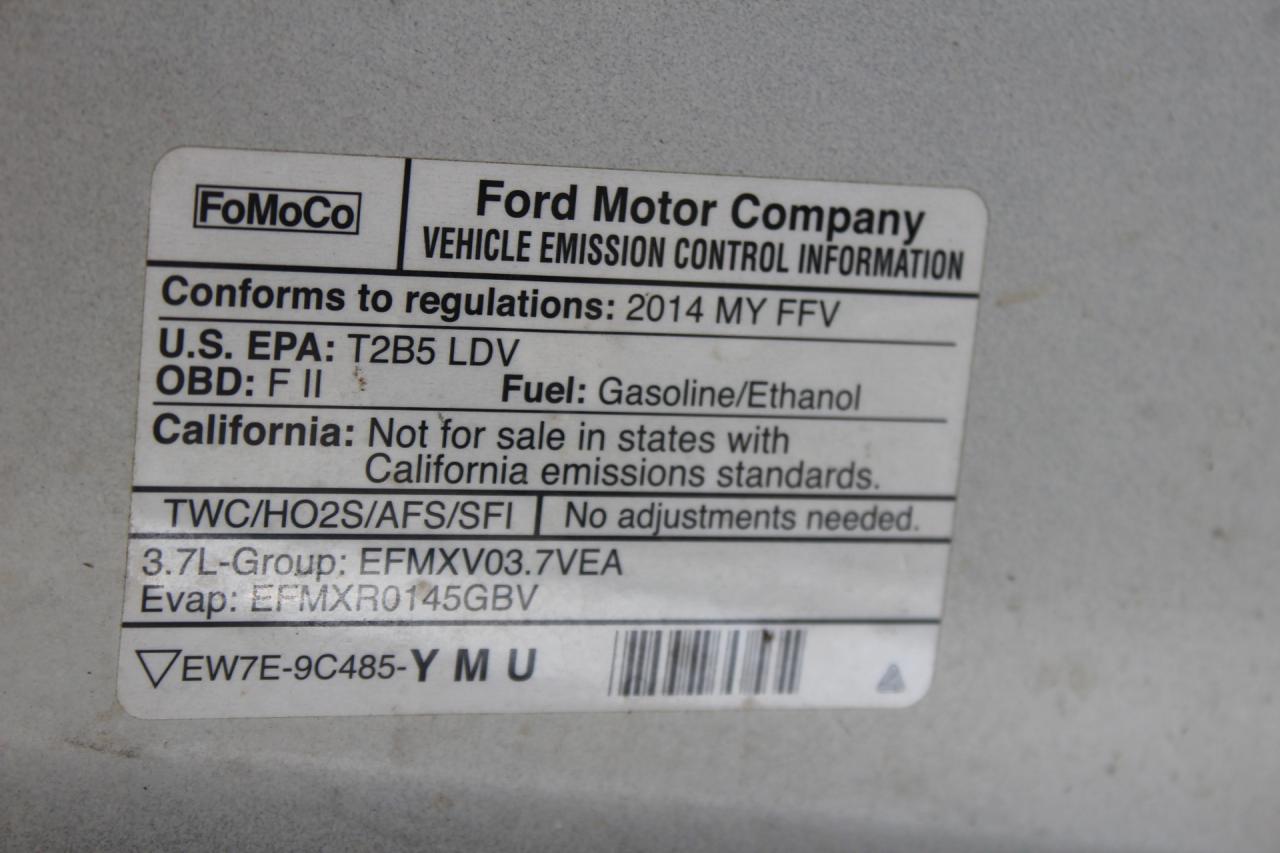 FoMoCo
Ford Motor Company
VEHICLE EMISSION CONTROL INFORMATION
Conforms to regulations: 2014 MY FFV
U.S. EPA: T2B5 LDV
OBD: F II Fuel: Gasoline/Ethanol
California: Not for sale in states with
California emissions standards.
TWC/HO2S/AFS/SFI No adjustments needed.
3.7L-Group: EFMXV03.7VEA
Evap: EFMXR0145GBV
▽EW7E-9C485-Y M U